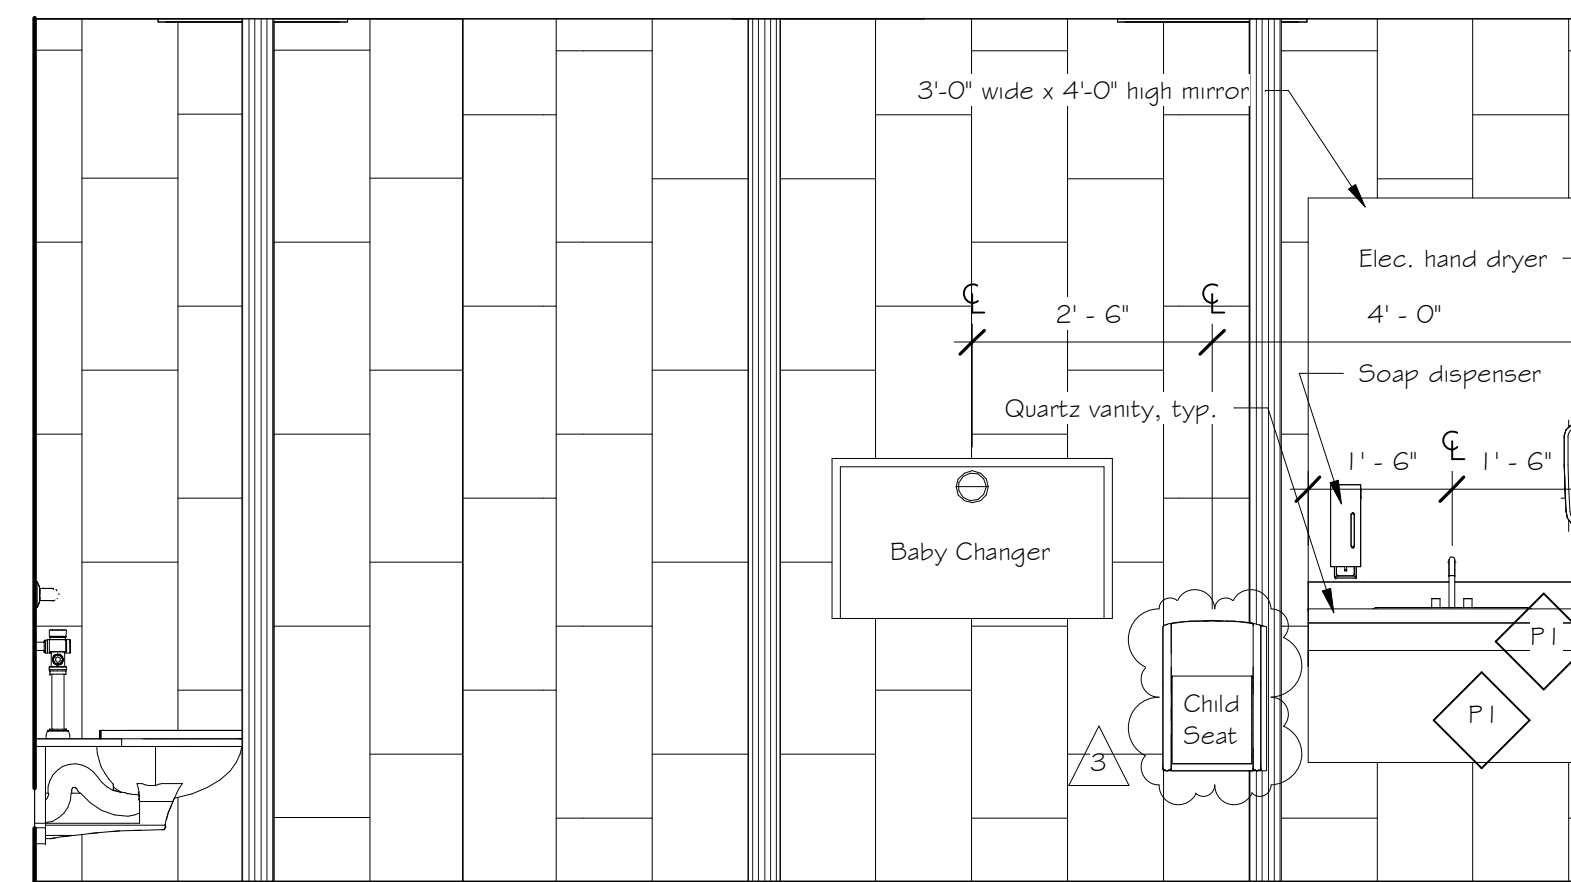 3'-0" wide x 4'-0" high mirror
Elec. hand dryer
℄
℄
2' - 6"
4' - 0"
Soap dispenser
Quartz vanity, typ.
℄
1' - 6"
1' - 6"
Baby Changer
P1
Child
Seat
P1
3